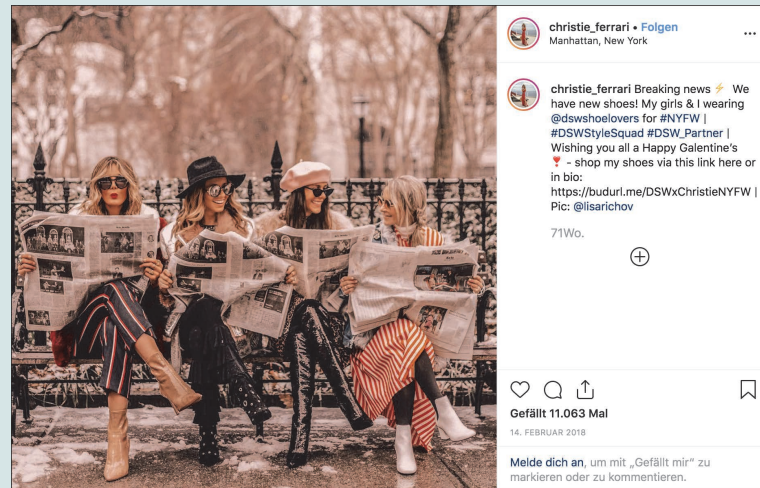 christie_ferrari • Folgen
Manhattan, New York
christie_ferrari Breaking news ⚡ We
have new shoes! My girls & I wearing
@dswshoelovers for #NYFW |
#DSWStyleSquad #DSW_Partner |
Wishing you all a Happy Galentine's
❣ - shop my shoes via this link here or
in bio:
https://budurl.me/DSWxChristieNYFW |
Pic: @lisarichov
71Wo.
Gefällt 11.063 Mal
14. FEBRUAR 2018
Melde dich an, um mit „Gefällt mir“ zu
markieren oder zu kommentieren.